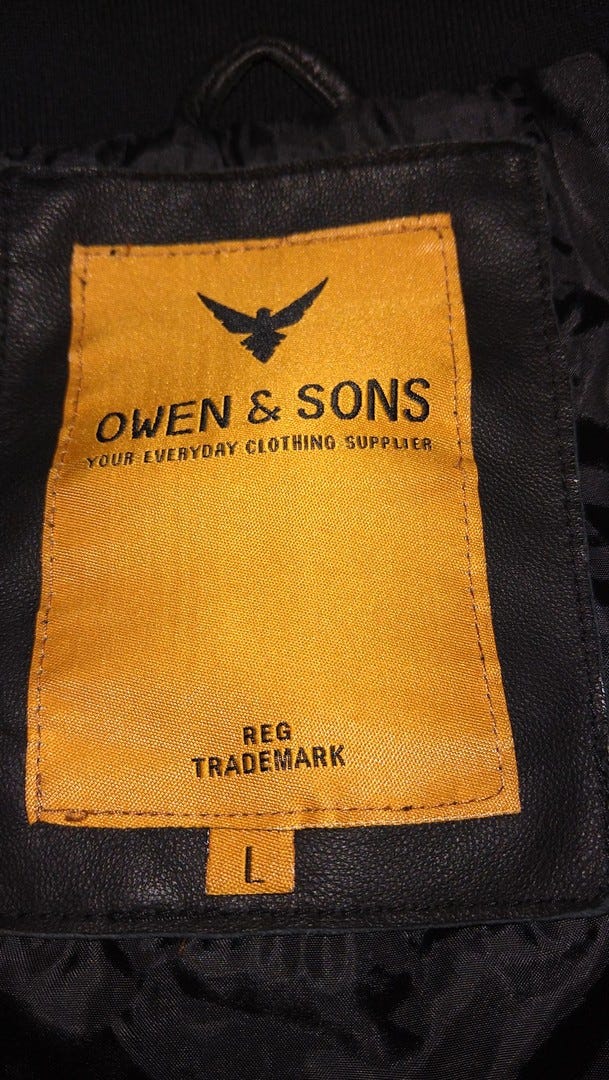 OWEN & SONS
YOUR EVERYDAY CLOTHING SUPPLIER
REG
TRADEMARK
L